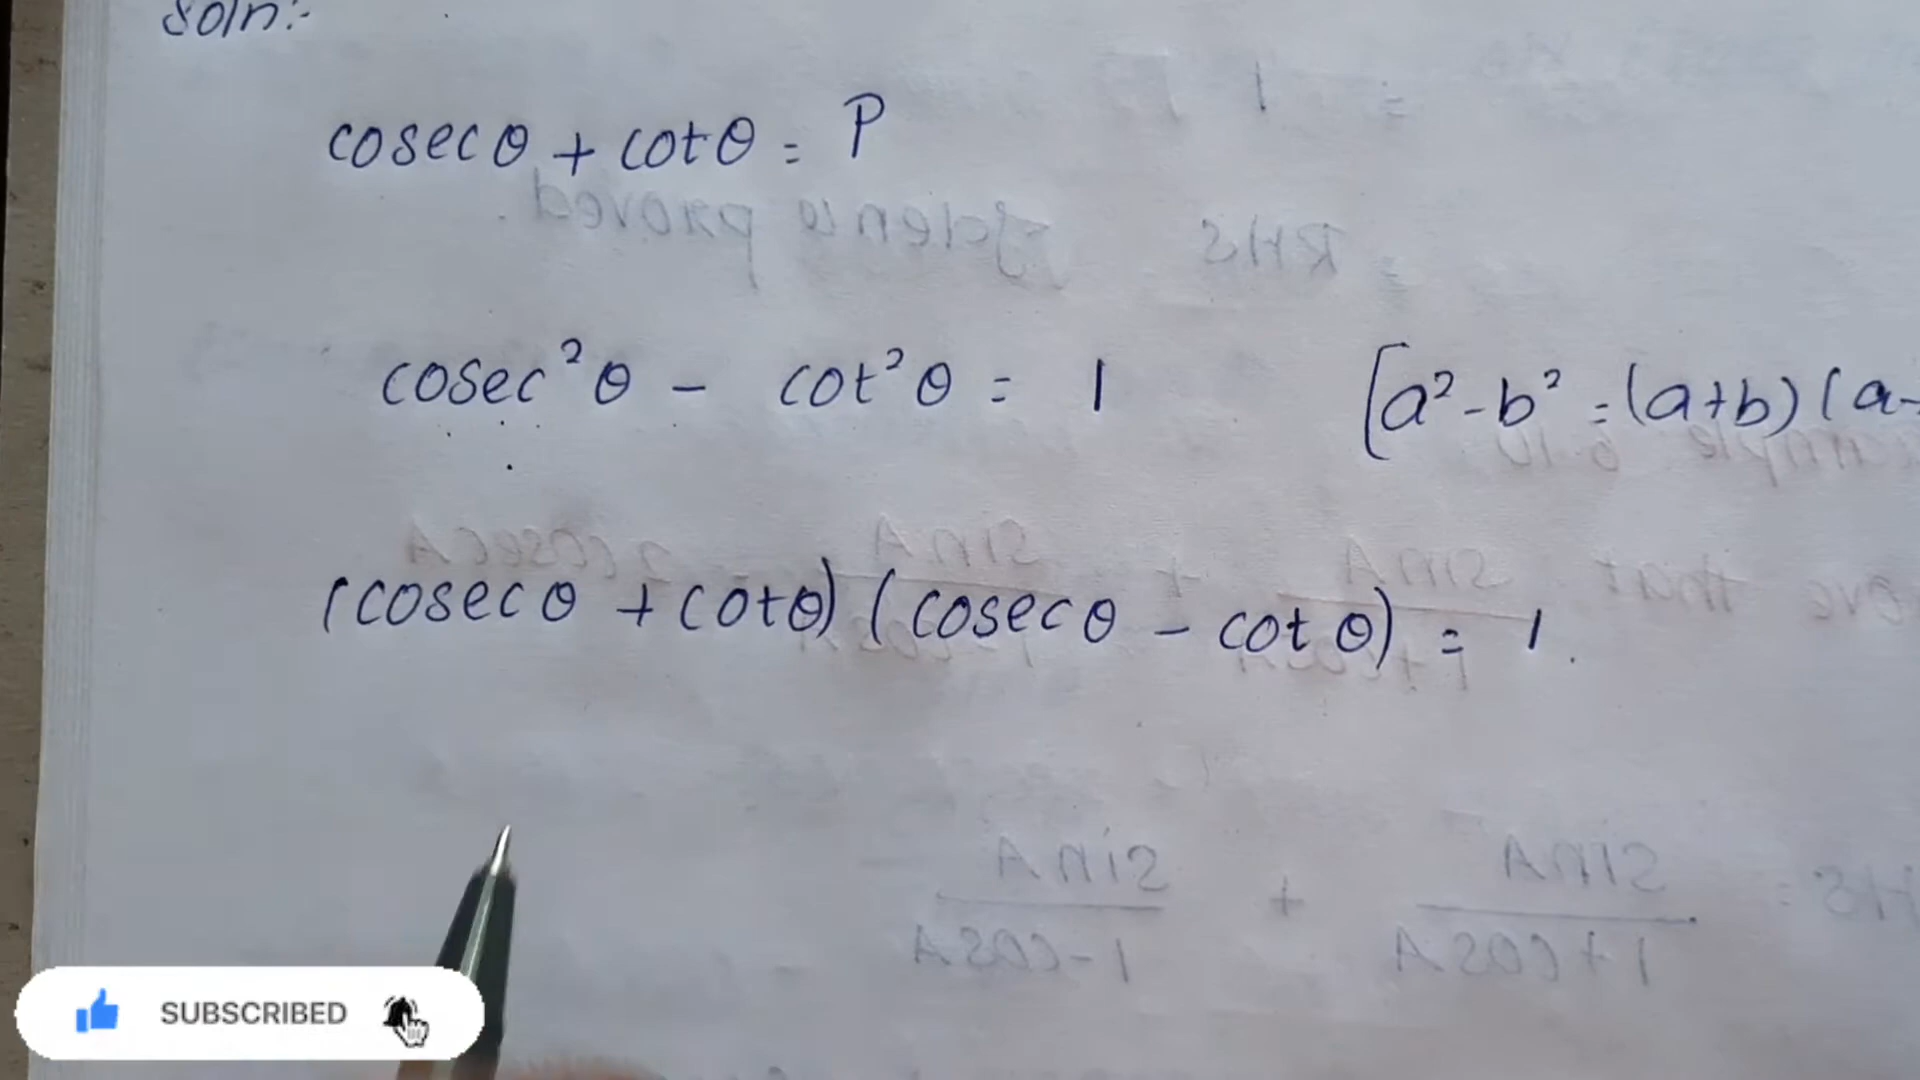 Soln:-
cosecθ + cotθ = P
cosec²θ - cot²θ = 1 [a²-b² = (a+b) (a-
(cosecθ + cotθ) (cosecθ - cotθ) = 1.
SUBSCRIBED